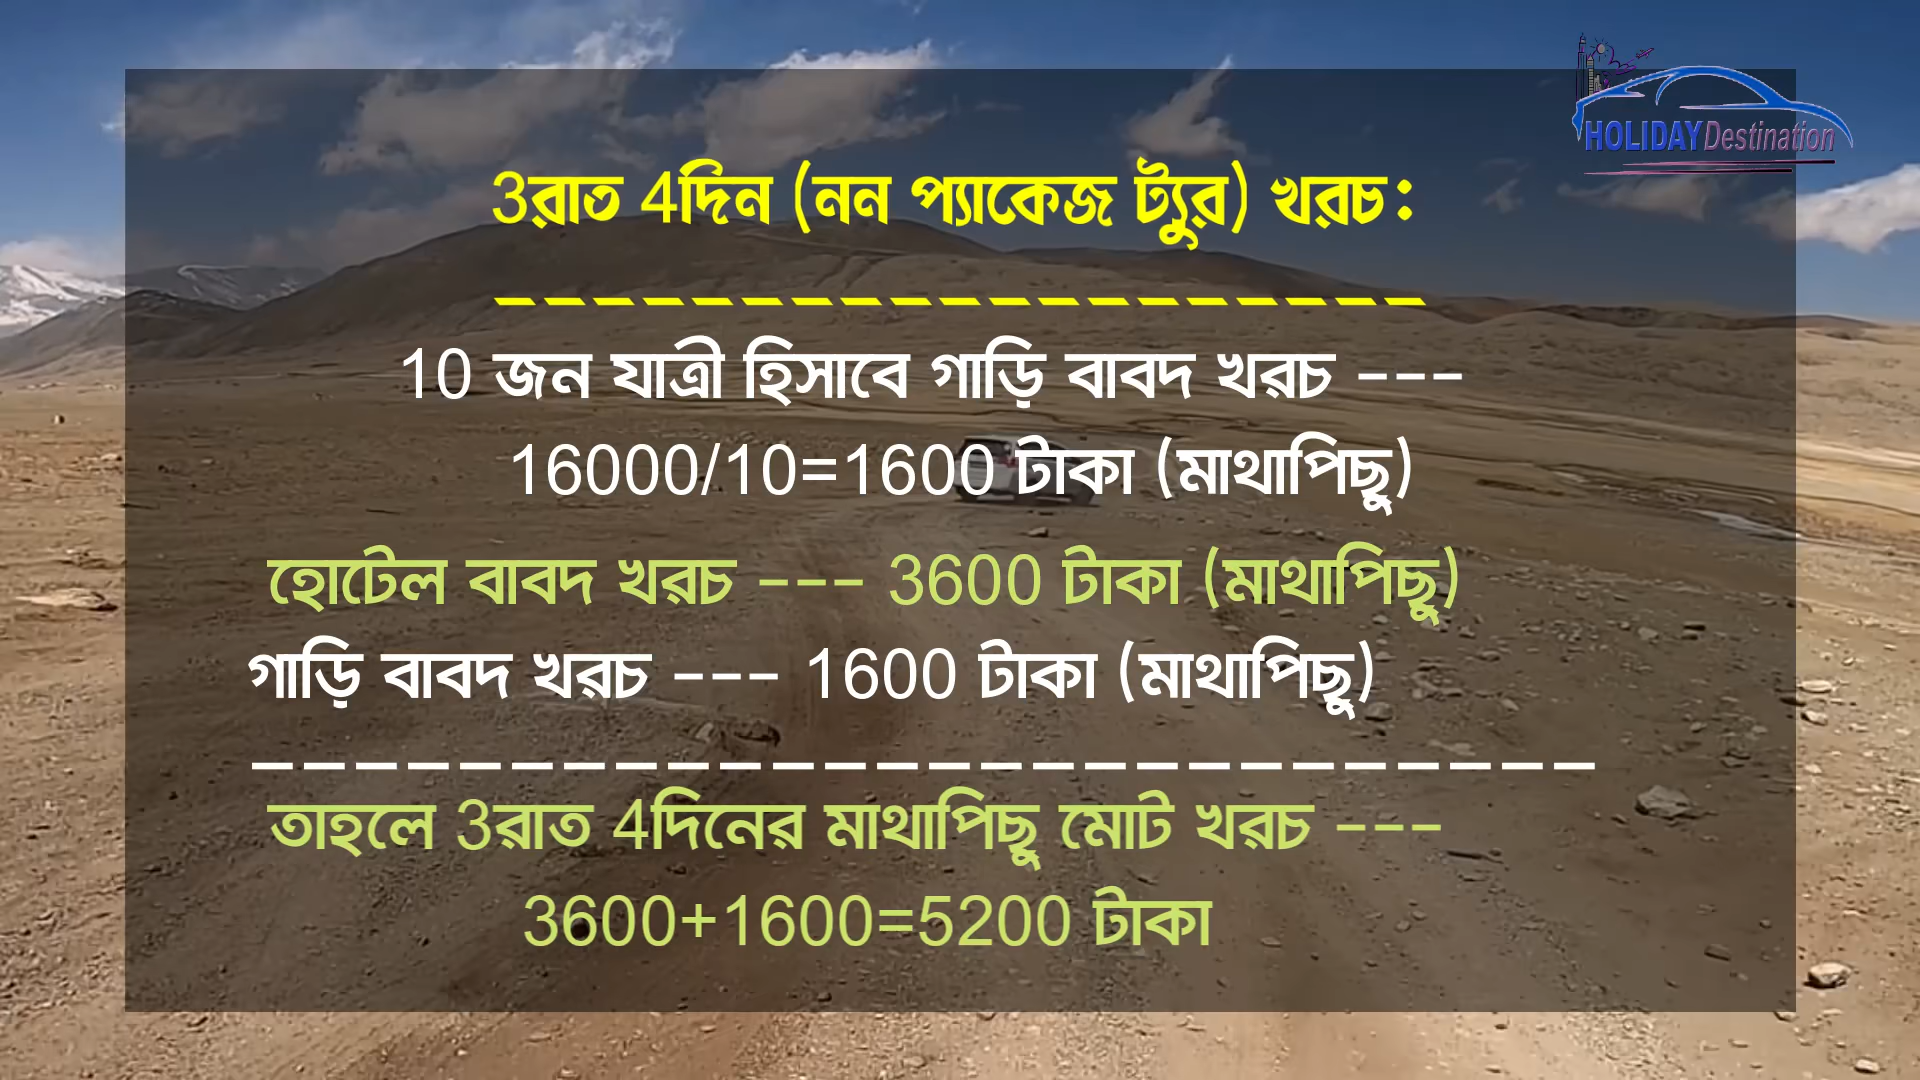 HOLIDAY Destination
3রাত 4দিন (নন প্যাকেজ ট্যুর) খরচ:
-------------------
10 জন যাত্রী হিসাবে গাড়ি বাবদ খরচ ---
16000/10=1600 টাকা (মাথাপিছু)
হোটেল বাবদ খরচ --- 3600 টাকা (মাথাপিছু)
গাড়ি বাবদ খরচ --- 1600 টাকা (মাথাপিছু)
--------------------------
তাহলে 3রাত 4দিনের মাথাপিছু মোট খরচ ---
3600+1600=5200 টাকা